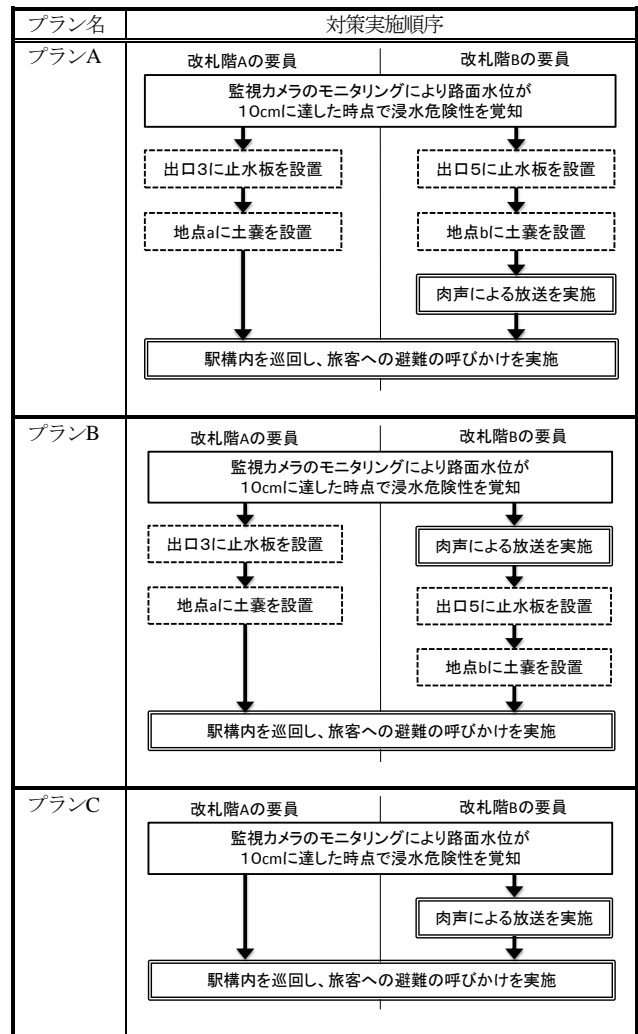 プラン名
対策実施順序
プランA
改札階Aの要員
改札階Bの要員
監視カメラのモニタリングにより路面水位が
10cmに達した時点で浸水危険性を覚知
出口3に止水板を設置
出口5に止水板を設置
地点aに土嚢を設置
地点bに土嚢を設置
肉声による放送を実施
駅構内を巡回し、旅客への避難の呼びかけを実施
プランB
改札階Aの要員
改札階Bの要員
監視カメラのモニタリングにより路面水位が
10cmに達した時点で浸水危険性を覚知
出口3に止水板を設置
肉声による放送を実施
地点aに土嚢を設置
出口5に止水板を設置
地点bに土嚢を設置
駅構内を巡回し、旅客への避難の呼びかけを実施
プランC
改札階Aの要員
改札階Bの要員
監視カメラのモニタリングにより路面水位が
10cmに達した時点で浸水危険性を覚知
肉声による放送を実施
駅構内を巡回し、旅客への避難の呼びかけを実施